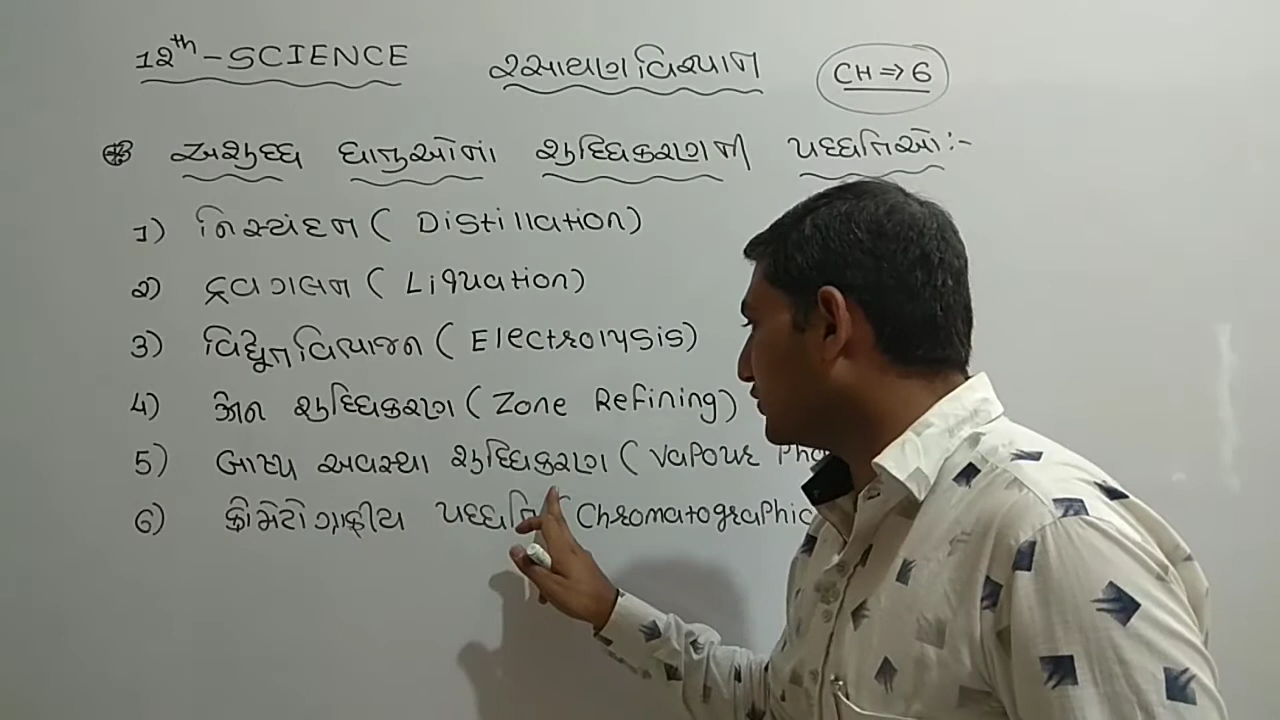 12th - SCIENCE રસાયણ વિજ્ઞાન CH ⇒ 6
અશુદ્ધ ધાતુઓનાં શુદ્ધિકરણની પદ્ધતિઓ :-
1) નિસ્યંદન ( Distillation)
2) દ્રવગલન ( Liquation)
3) વિદ્યુતવિભાજન ( Electrolysis)
4) ઝોન શુદ્ધિકરણ ( Zone Refining)
5) બાષ્પ અવસ્થા શુદ્ધિકરણ ( Vapour
6) ક્રોમેટોગ્રાફીય પદ્ધતિ (Chromatographic